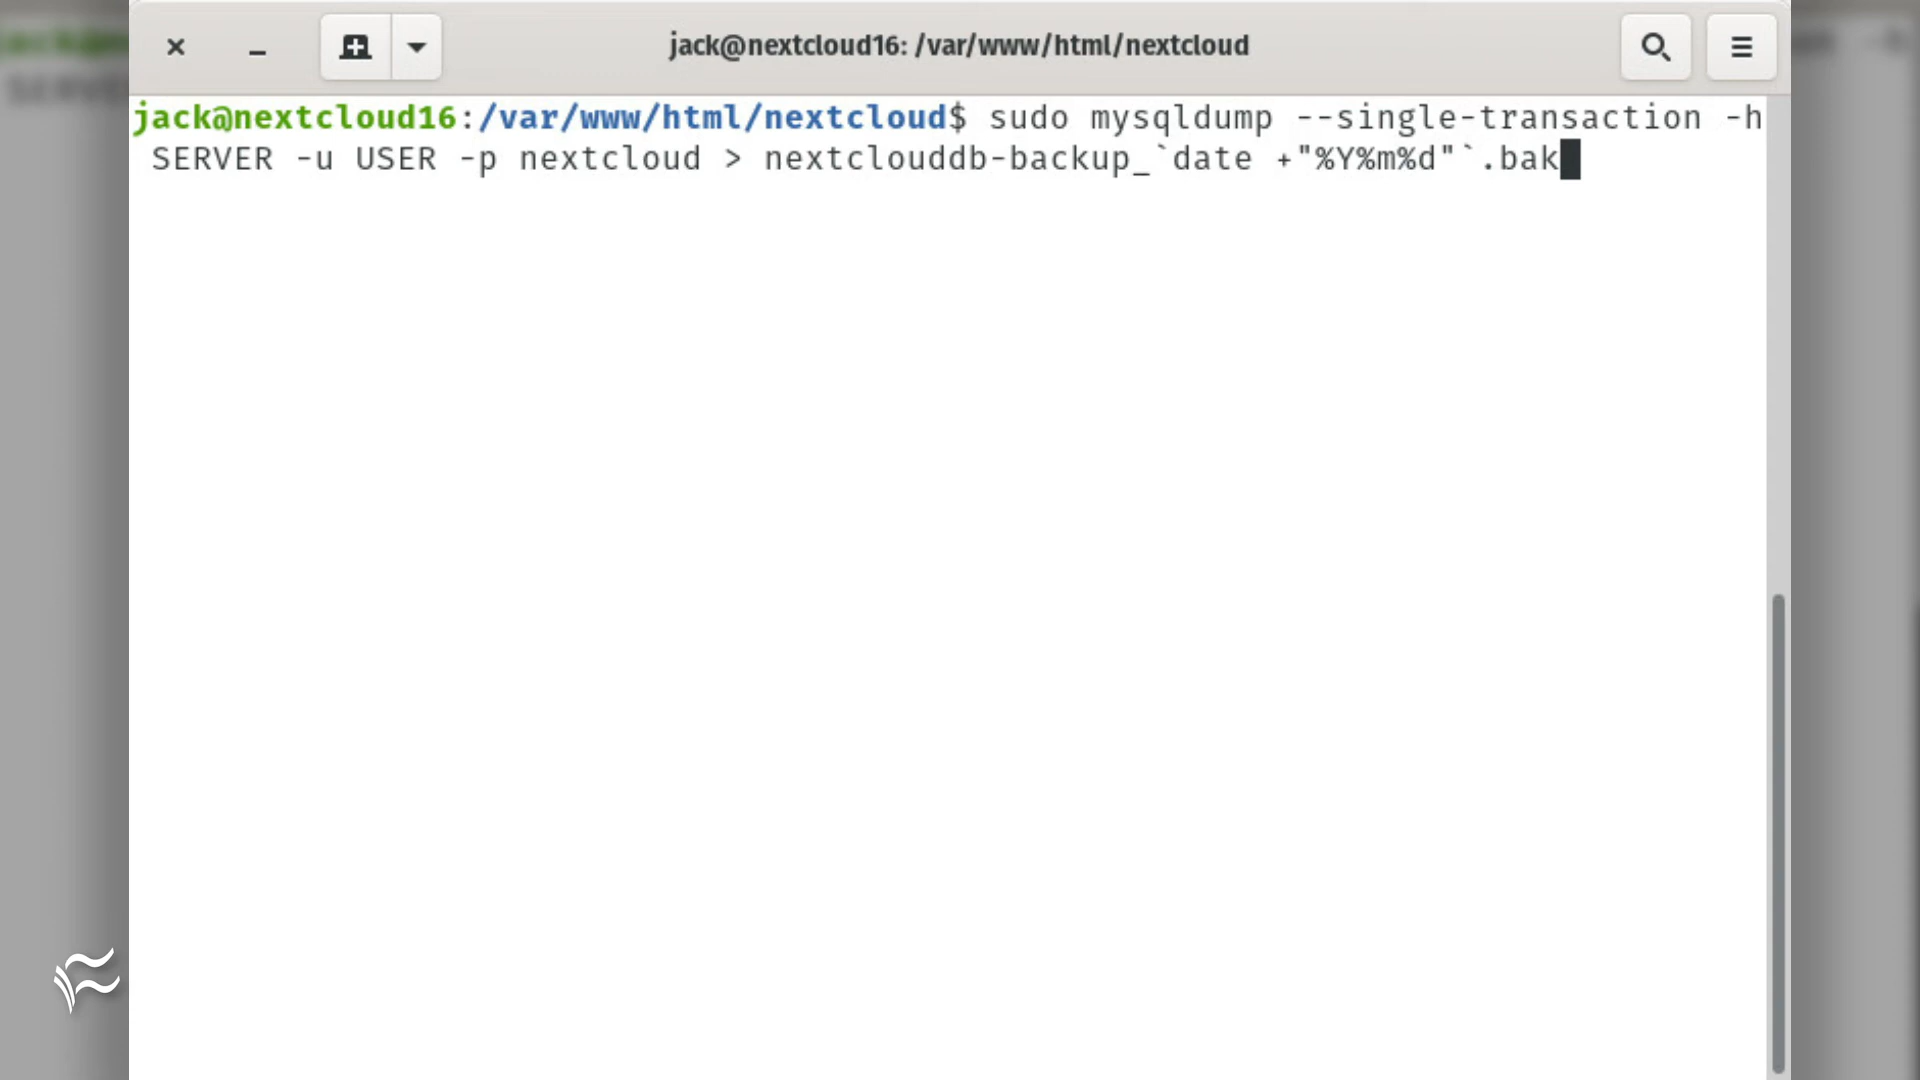 jack@nextcloud16: /var/www/html/nextcloud
jack@nextcloud16:/var/www/html/nextcloud$ sudo mysqldump --single-transaction -h
SERVER -u USER -p nextcloud > nextclouddb-backup_`date +"%Y%m%d"`.bak